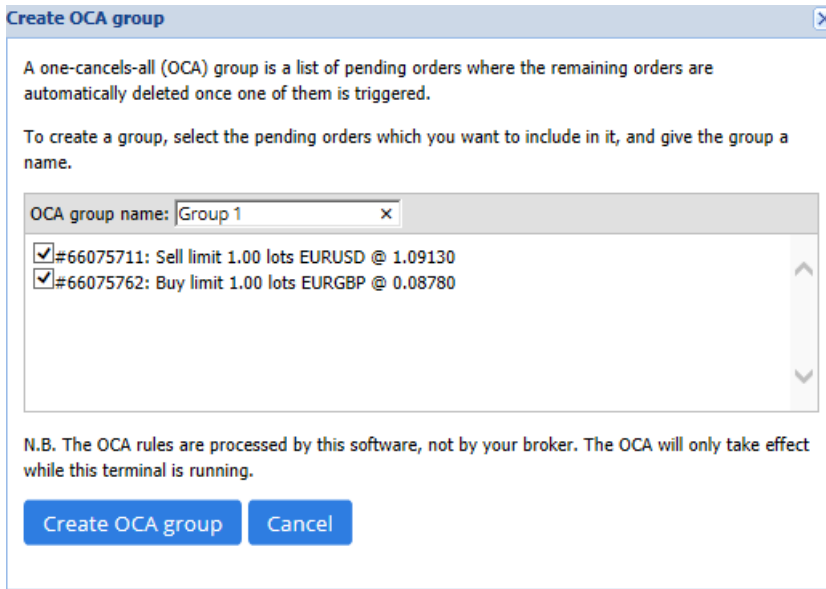 Create OCA group
A one-cancels-all (OCA) group is a list of pending orders where the remaining orders are
automatically deleted once one of them is triggered.
To create a group, select the pending orders which you want to include in it, and give the group a
name.
OCA group name: Group 1
#66075711: Sell limit 1.00 lots EURUSD @ 1.09130
#66075762: Buy limit 1.00 lots EURGBP @ 0.08780
N.B. The OCA rules are processed by this software, not by your broker. The OCA will only take effect
while this terminal is running.
Create OCA group Cancel